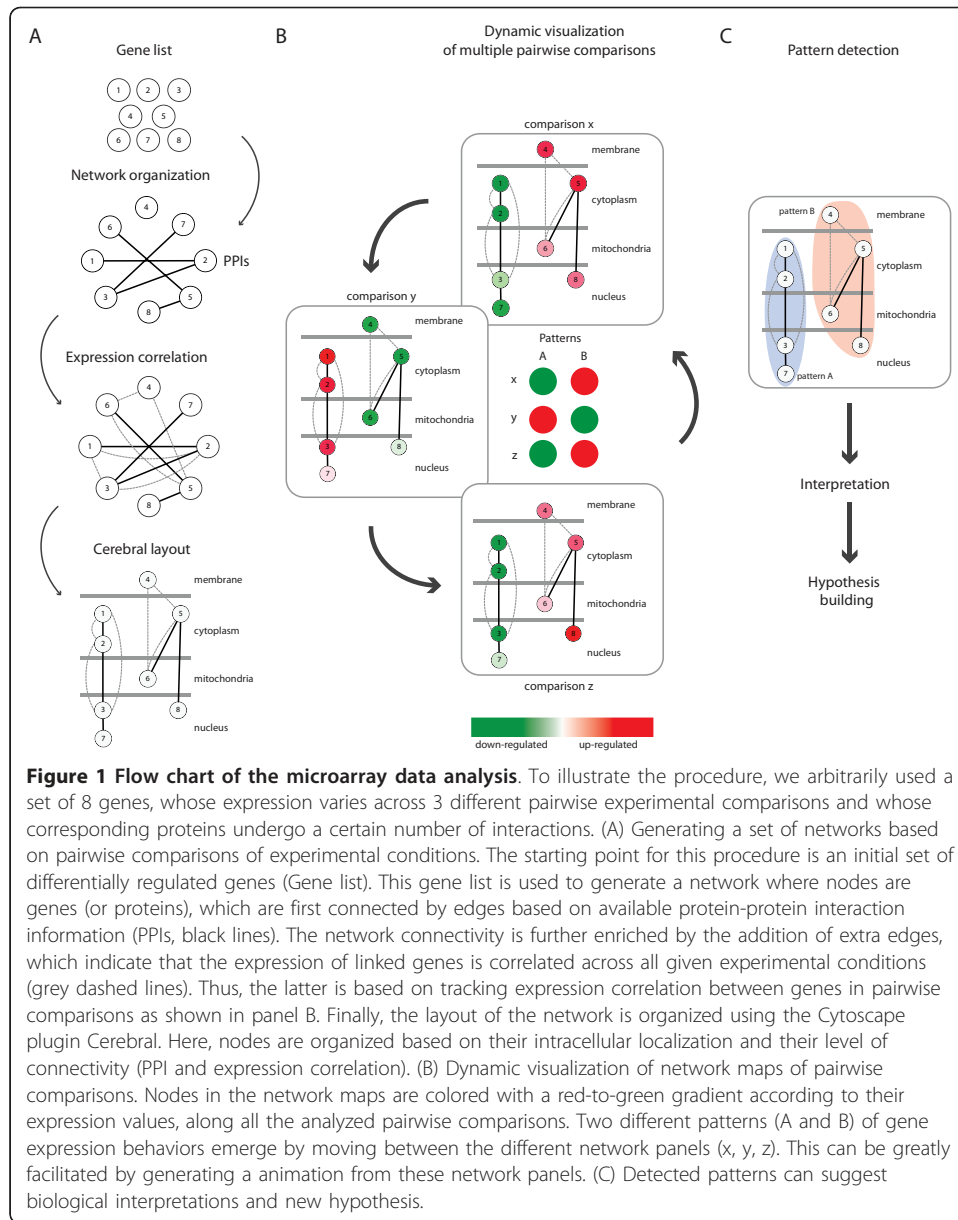 A
Gene list
1 2 3
4 5
6 7 8
Network organization
4
6 7
1 2 PPIs
3 5
8
Expression correlation
4
6 7
1 2
3 5
8
Cerebral layout
4 membrane
1 5
cytoplasm
2
6 mitochondria
3 8
nucleus
7
B
Dynamic visualization
of multiple pairwise comparisons
comparison x
4 membrane
1 5
cytoplasm
2
6 mitochondria
3 8
nucleus
7
comparison y
4 membrane
1 5
cytoplasm
2
6 mitochondria
3 8
nucleus
7
Patterns
A B
x
y
z
4 membrane
1 5
cytoplasm
2
6 mitochondria
3 8
nucleus
7
comparison z
down-regulated up-regulated
C
Pattern detection
pattern B 4 membrane
1 5
cytoplasm
2
6 mitochondria
3 8
nucleus
7 pattern A
Interpretation
Hypothesis
building
Figure 1 Flow chart of the microarray data analysis. To illustrate the procedure, we arbitrarily used a
set of 8 genes, whose expression varies across 3 different pairwise experimental comparisons and whose
corresponding proteins undergo a certain number of interactions. (A) Generating a set of networks based
on pairwise comparisons of experimental conditions. The starting point for this procedure is an initial set of
differentially regulated genes (Gene list). This gene list is used to generate a network where nodes are
genes (or proteins), which are first connected by edges based on available protein-protein interaction
information (PPIs, black lines). The network connectivity is further enriched by the addition of extra edges,
which indicate that the expression of linked genes is correlated across all given experimental conditions
(grey dashed lines). Thus, the latter is based on tracking expression correlation between genes in pairwise
comparisons as shown in panel B. Finally, the layout of the network is organized using the Cytoscape
plugin Cerebral. Here, nodes are organized based on their intracellular localization and their level of
connectivity (PPI and expression correlation). (B) Dynamic visualization of network maps of pairwise
comparisons. Nodes in the network maps are colored with a red-to-green gradient according to their
expression values, along all the analyzed pairwise comparisons. Two different patterns (A and B) of gene
expression behaviors emerge by moving between the different network panels (x, y, z). This can be greatly
facilitated by generating a animation from these network panels. (C) Detected patterns can suggest
biological interpretations and new hypothesis.